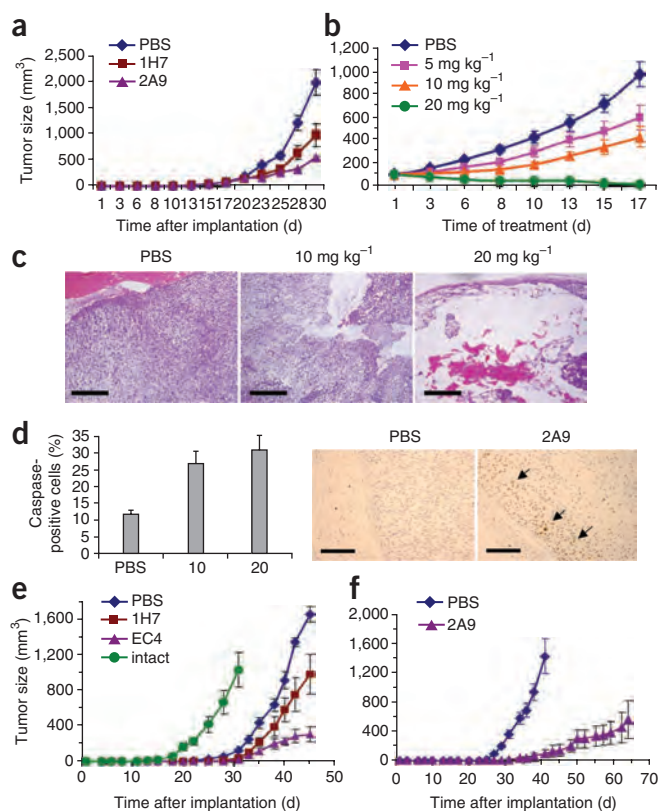 a
2,500
2,000
1,500
1,000
500
0
Tumor size (mm³)
PBS
1H7
2A9
1 3 6 8 10 13 15 17 20 23 25 28 30
Time after implantation (d)
b
1,200
1,000
800
600
400
200
0
PBS
5 mg kg⁻¹
10 mg kg⁻¹
20 mg kg⁻¹
1 3 6 8 10 13 15 17
Time of treatment (d)
c
PBS 10 mg kg⁻¹ 20 mg kg⁻¹
d
Caspase-
positive cells (%)
35
30
25
20
15
10
5
0
PBS 10 20
PBS 2A9
e
Tumor size (mm³)
1,600
1,200
800
400
0
PBS
1H7
EC4
intact
0 10 20 30 40 50
Time after implantation (d)
f
2,000
1,600
1,200
800
400
0
PBS
2A9
0 10 20 30 40 50 60 70
Time after implantation (d)